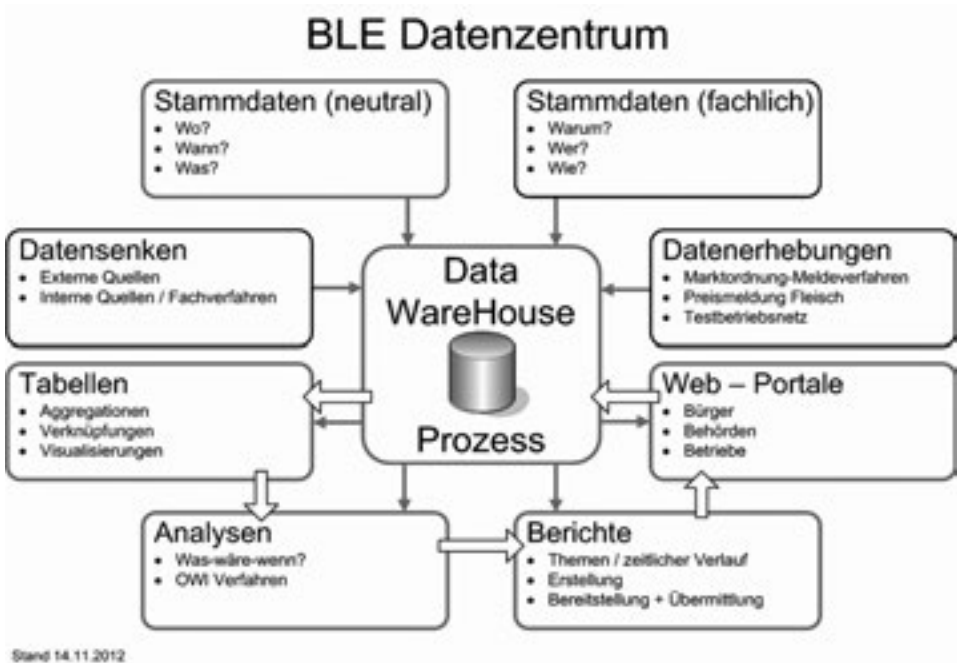 BLE Datenzentrum
Stammdaten (neutral)
• Wo?
• Wann?
• Was?
Stammdaten (fachlich)
• Warum?
• Wer?
• Wie?
Datensenken
• Externe Quellen
• Interne Quellen / Fachverfahren
Data
WareHouse
Prozess
Datenerhebungen
• Marktordnung-Meldeverfahren
• Preismeldung Fleisch
• Testbetriebsnetz
Tabellen
• Aggregationen
• Verknüpfungen
• Visualisierungen
Web – Portale
• Bürger
• Behörden
• Betriebe
Analysen
• Was-wäre-wenn?
• OWI Verfahren
Berichte
• Themen / zeitlicher Verlauf
• Erstellung
• Bereitstellung + Übermittlung
Stand 14.11.2012